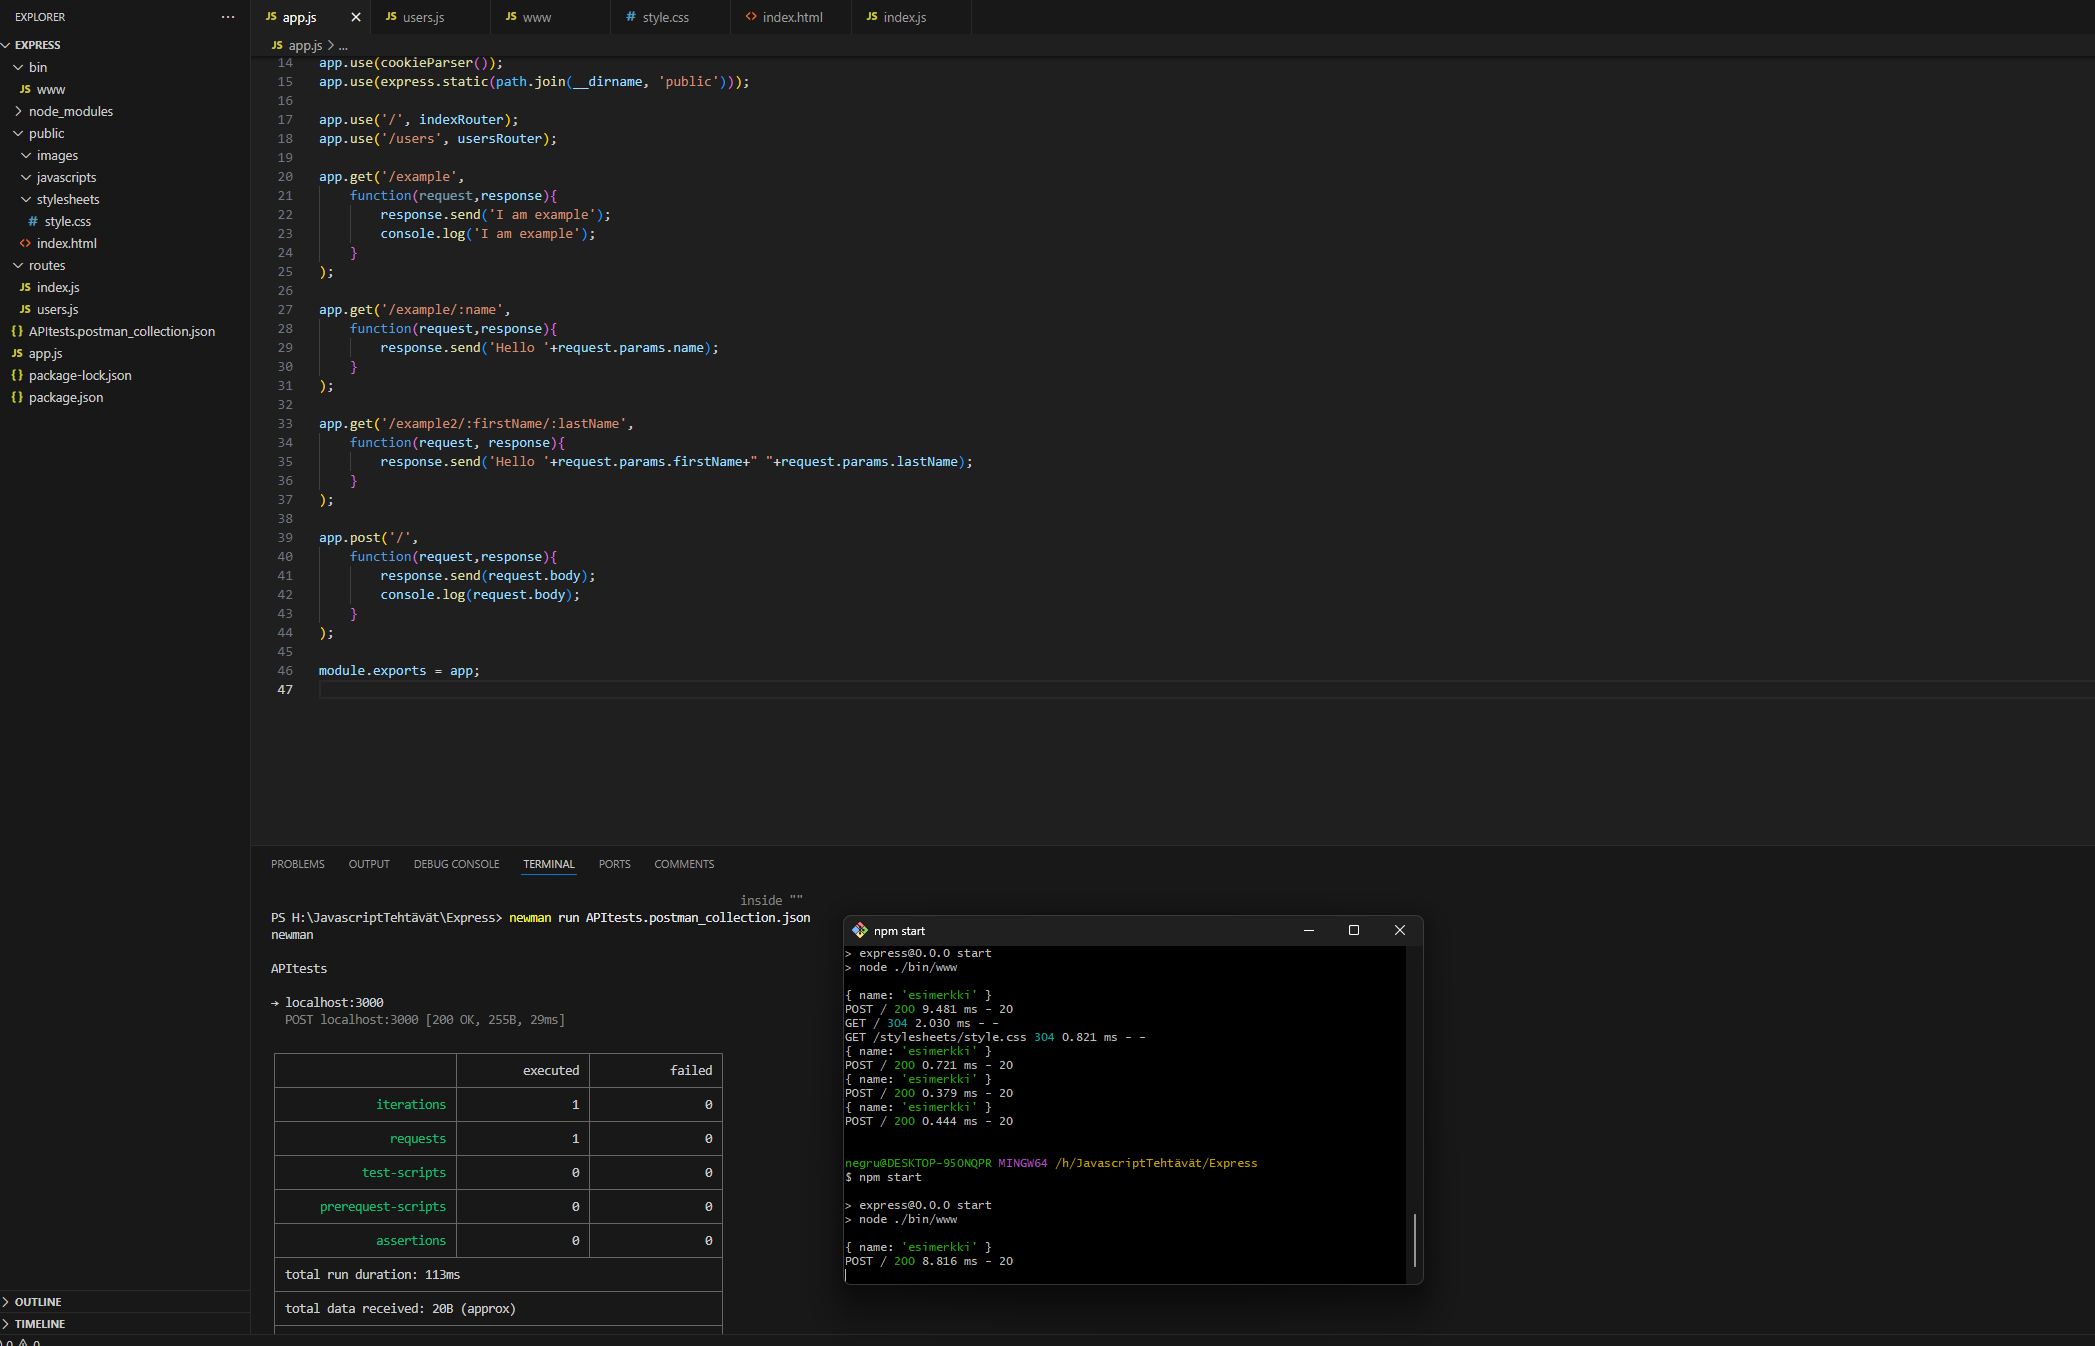 EXPLORER
EXPRESS
bin
JS www
node_modules
public
images
javascripts
stylesheets
# style.css
<> index.html
routes
JS index.js
JS users.js
{} APItests.postman_collection.json
JS app.js
{} package-lock.json
{} package.json
OUTLINE
TIMELINE
0 0
JS app.js
JS users.js
JS www
# style.css
<> index.html
JS index.js
JS app.js > ...
14 app.use(cookieParser());
15 app.use(express.static(path.join(__dirname, 'public')));
16
17 app.use('/', indexRouter);
18 app.use('/users', usersRouter);
19
20 app.get('/example',
21 function(request,response){
22 response.send('I am example');
23 console.log('I am example');
24 }
25 );
26
27 app.get('/example/:name',
28 function(request,response){
29 response.send('Hello '+request.params.name);
30 }
31 );
32
33 app.get('/example2/:firstName/:lastName',
34 function(request, response){
35 response.send('Hello '+request.params.firstName+" "+request.params.lastName);
36 }
37 );
38
39 app.post('/',
40 function(request,response){
41 response.send(request.body);
42 console.log(request.body);
43 }
44 );
45
46 module.exports = app;
47
PROBLEMS OUTPUT DEBUG CONSOLE TERMINAL PORTS COMMENTS
inside ""
PS H:\JavascriptTehtävät\Express> newman run APItests.postman_collection.json
newman
APItests
→ localhost:3000
POST localhost:3000 [200 OK, 255B, 29ms]
executed failed
iterations 1 0
requests 1 0
test-scripts 0 0
prerequest-scripts 0 0
assertions 0 0
total run duration: 113ms
total data received: 20B (approx)
npm start
> express@0.0.0 start
> node ./bin/www
{ name: 'esimerkki' }
POST / 200 9.481 ms - 20
GET / 304 2.030 ms - -
GET /stylesheets/style.css 304 0.821 ms - -
{ name: 'esimerkki' }
POST / 200 0.721 ms - 20
{ name: 'esimerkki' }
POST / 200 0.379 ms - 20
{ name: 'esimerkki' }
POST / 200 0.444 ms - 20
negru@DESKTOP-95ONQPR MINGW64 /h/JavascriptTehtävät/Express
$ npm start
> express@0.0.0 start
> node ./bin/www
{ name: 'esimerkki' }
POST / 200 8.816 ms - 20